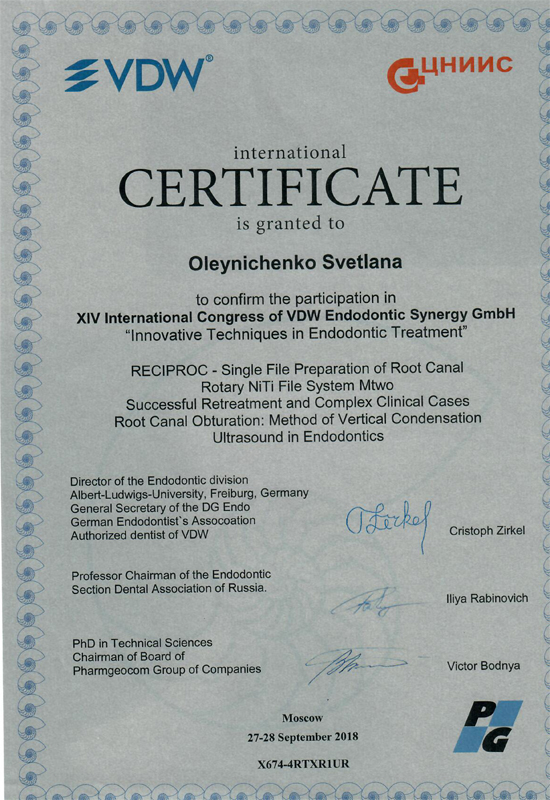 VDW®
ЦНИИС
international
CERTIFICATE
is granted to
Oleynichenko Svetlana
to confirm the participation in
XIV International Congress of VDW Endodontic Synergy GmbH
“Innovative Techniques in Endodontic Treatment”
RECIPROC - Single File Preparation of Root Canal
Rotary NiTi File System Mtwo
Successful Retreatment and Complex Clinical Cases
Root Canal Obturation: Method of Vertical Condensation
Ultrasound in Endodontics
Director of the Endodontic division
Albert-Ludwigs-University, Freiburg, Germany
General Secretary of the DG Endo
German Endodontist`s Assocoation
Authorized dentist of VDW
Cristoph Zirkel
Professor Chairman of the Endodontic
Section Dental Association of Russia.
Iliya Rabinovich
PhD in Technical Sciences
Chairman of Board of
Pharmgeocom Group of Companies
Victor Bodnya
Moscow
27-28 September 2018
X674-4RTXR1UR
PG